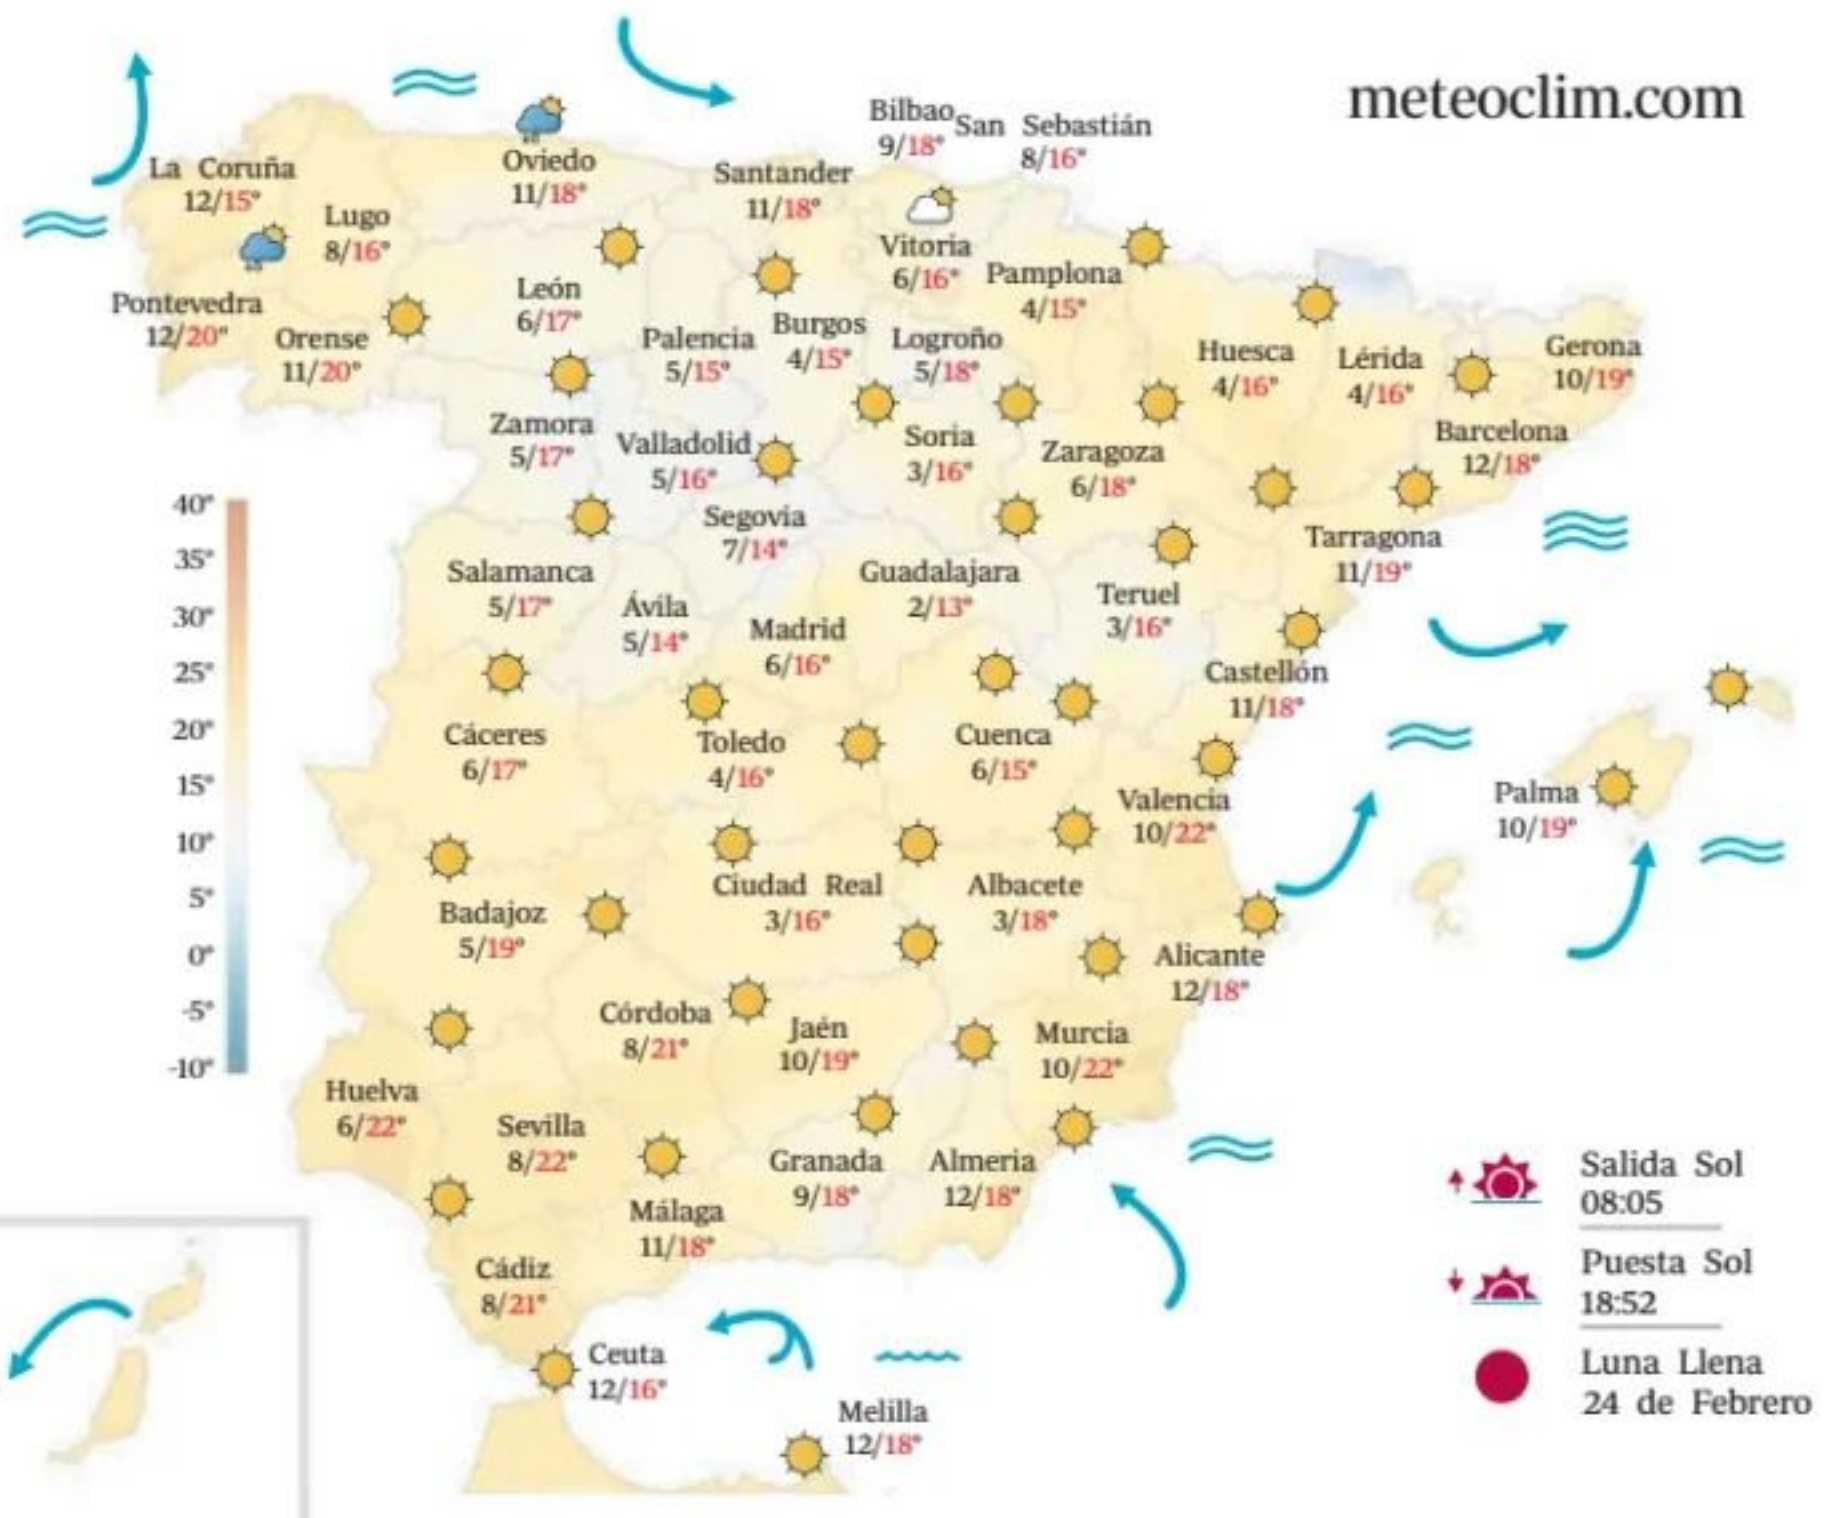 meteoclim.com
Bilbao
9/18°
San Sebastián
8/16°
La Coruña
12/15°
Oviedo
11/18°
Santander
11/18°
Lugo
8/16°
Vitoria
6/16°
Pamplona
4/15°
Pontevedra
12/20°
Orense
11/20°
León
6/17°
Palencia
5/15°
Burgos
4/15°
Logroño
5/18°
Huesca
4/16°
Lérida
4/16°
Gerona
10/19°
Zamora
5/17°
Valladolid
5/16°
Soria
3/16°
Zaragoza
6/18°
Barcelona
12/18°
Segovia
7/14°
Tarragona
11/19°
Salamanca
5/17°
Ávila
5/14°
Madrid
6/16°
Guadalajara
2/13°
Teruel
3/16°
Castellón
11/18°
Cáceres
6/17°
Toledo
4/16°
Cuenca
6/15°
Valencia
10/22°
Palma
10/19°
Badajoz
5/19°
Ciudad Real
3/16°
Albacete
3/18°
Alicante
12/18°
Córdoba
8/21°
Jaén
10/19°
Murcia
10/22°
Huelva
6/22°
Sevilla
8/22°
Granada
9/18°
Almeria
12/18°
Málaga
11/18°
Cádiz
8/21°
Ceuta
12/16°
Melilla
12/18°
40°
35°
30°
25°
20°
15°
10°
5°
0°
-5°
-10°
Salida Sol
08:05
Puesta Sol
18:52
Luna Llena
24 de Febrero